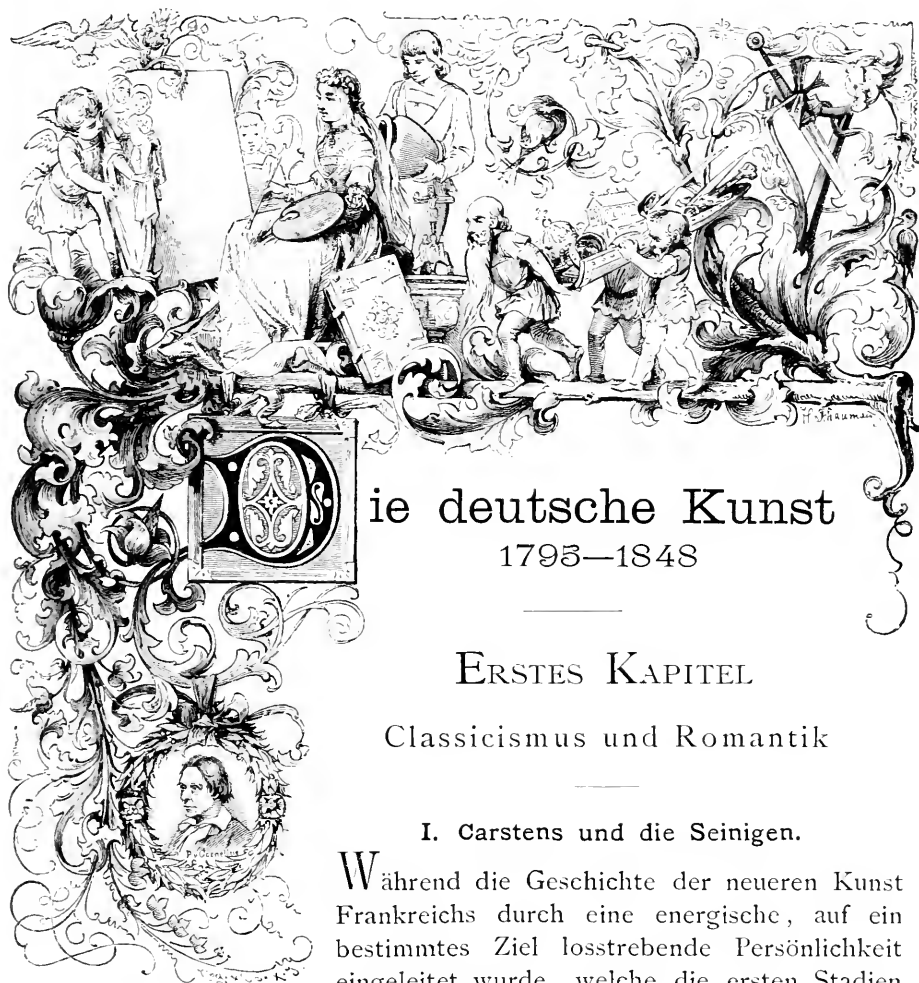 Die deutsche Kunst
1795—1848
ERSTES KAPITEL
Classicismus und Romantik
I. Carstens und die Seinigen.
Während die Geschichte der neueren Kunst
Frankreichs durch eine energische, auf ein
bestimmtes Ziel losstrebende Persönlichkeit
eingeleitet wurde, welche die ersten Stadien